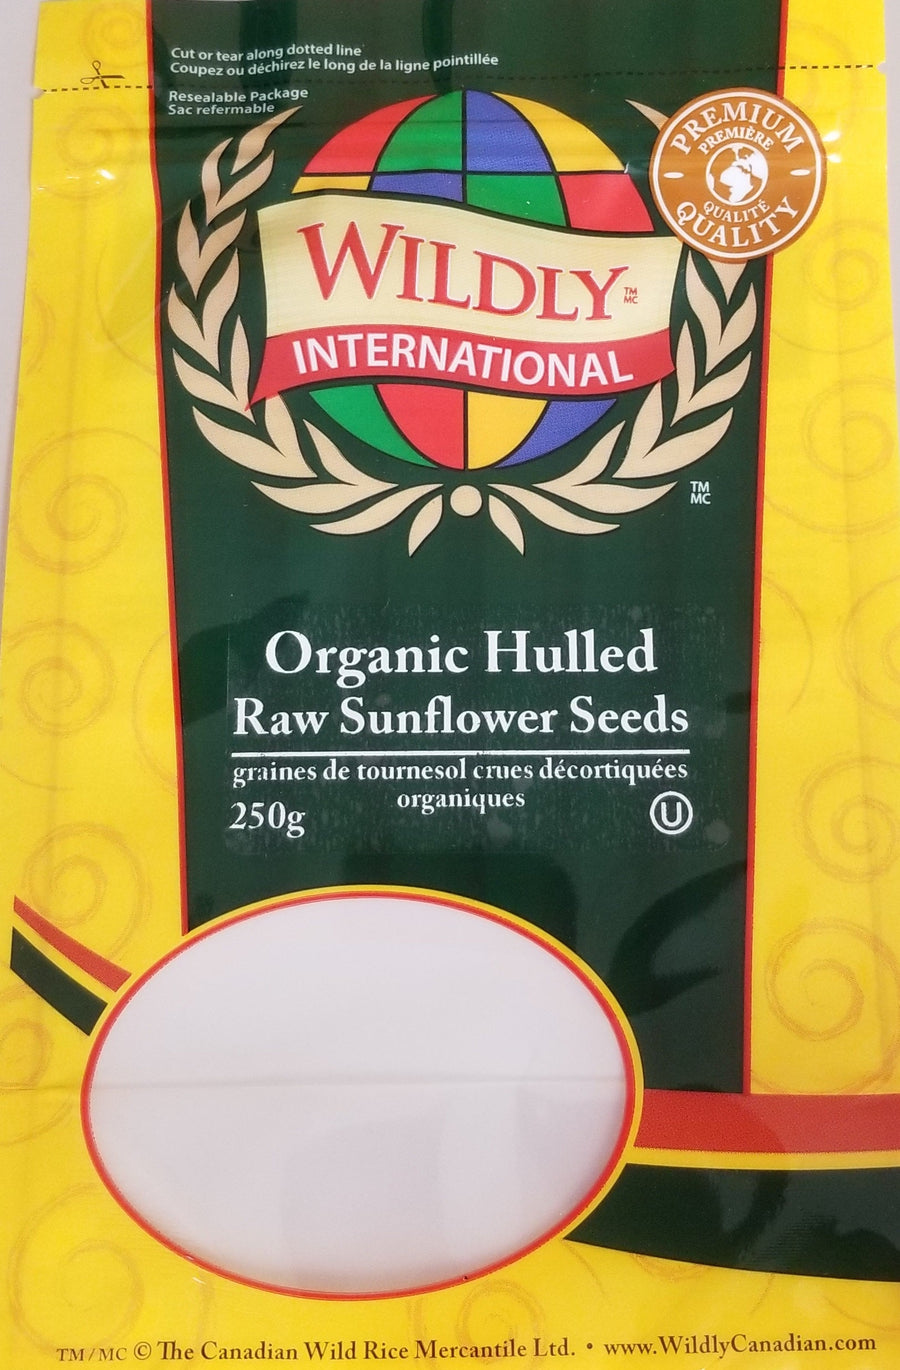 Cut or tear along dotted line
Coupez ou déchirez le long de la ligne pointillée
Resealable Package
Sac refermable
PREMIUM
PREMIÈRE
QUALITÉ
QUALITY
WILDLY TM MC
INTERNATIONAL
TM
MC
Organic Hulled
Raw Sunflower Seeds
graines de tournesol crues décortiquées
organiques
250g
U
TM/MC © The Canadian Wild Rice Mercantile Ltd. • www.WildlyCanadian.com